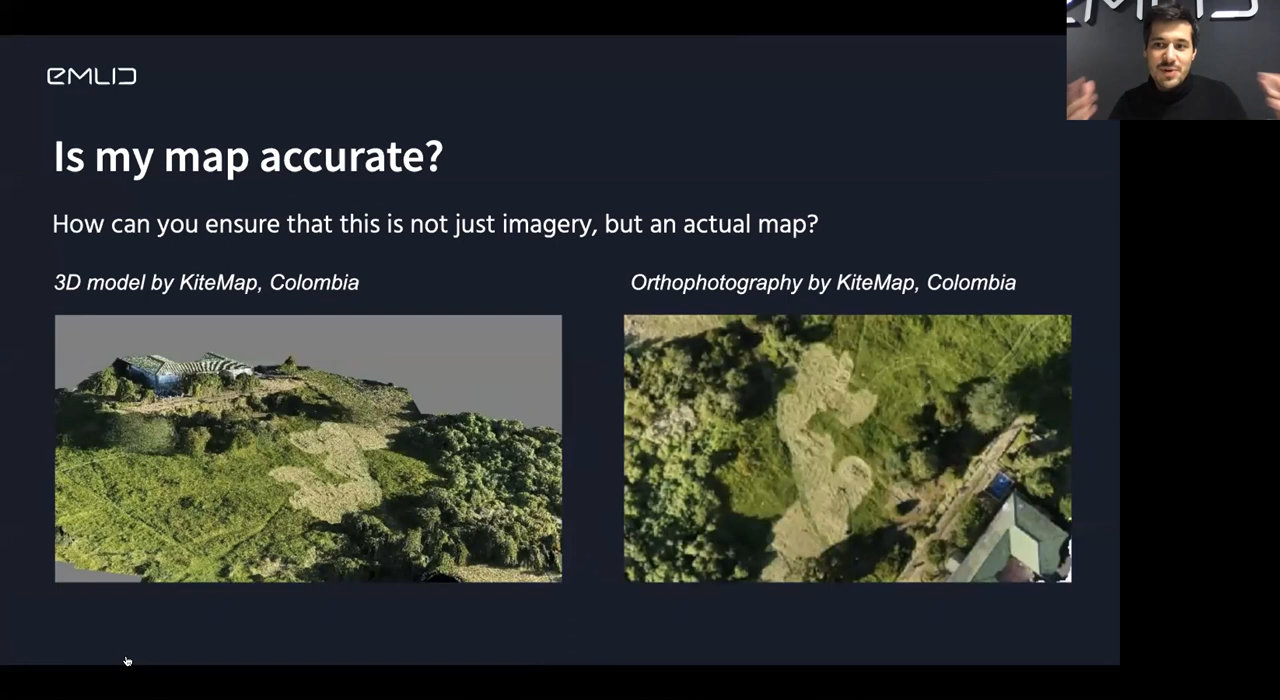 EMLID
EMLID
Is my map accurate?
How can you ensure that this is not just imagery, but an actual map?
3D model by KiteMap, Colombia
Orthophotography by KiteMap, Colombia